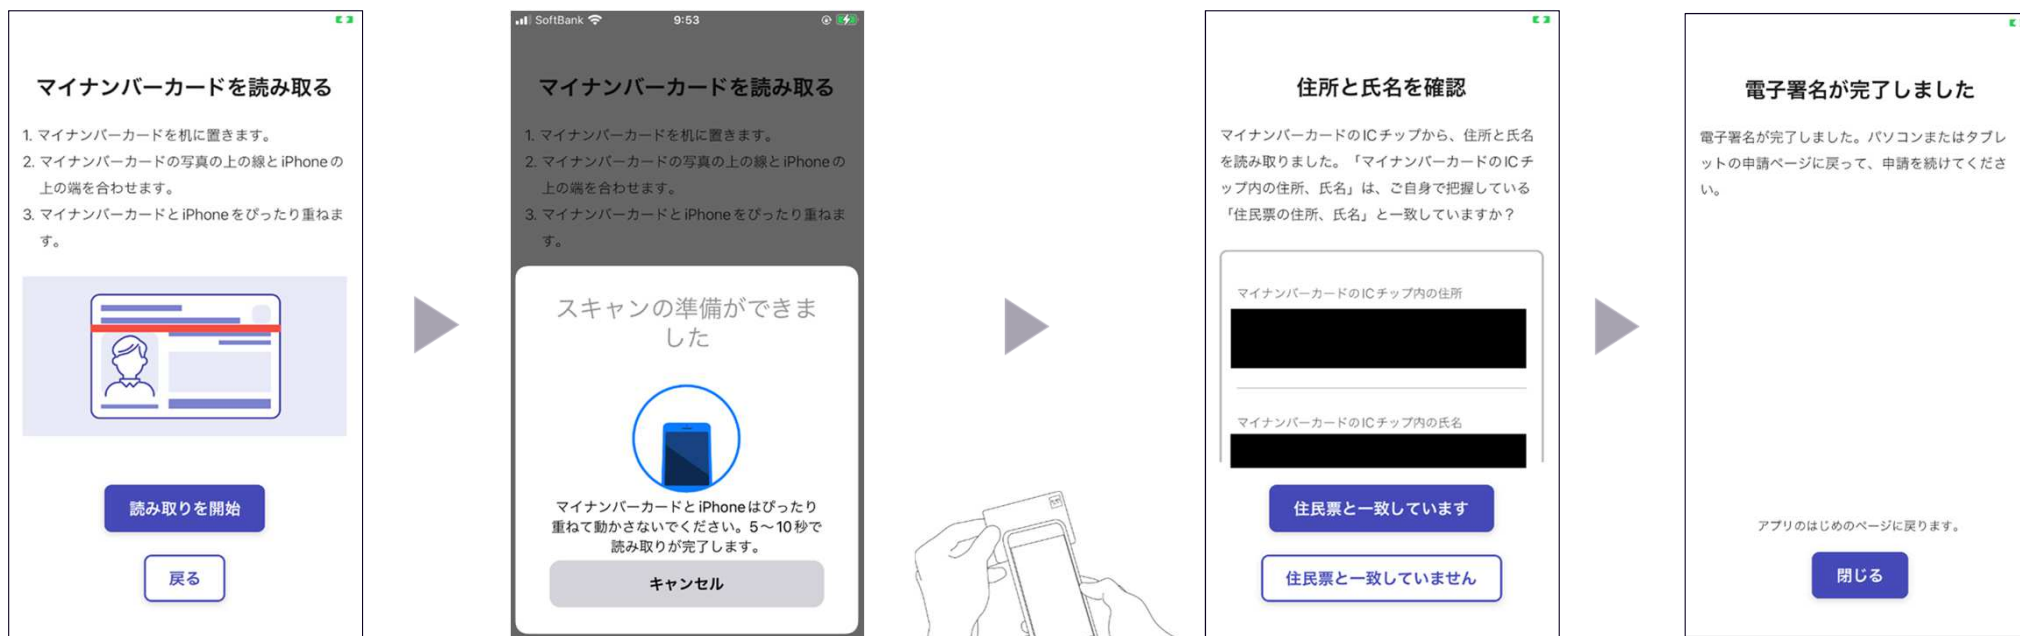 マイナンバーカードを読み取る
1. マイナンバーカードを机に置きます。
2. マイナンバーカードの写真の上の線とiPhoneの
上の端を合わせます。
3. マイナンバーカードとiPhoneをぴったり重ねま
す。
読み取りを開始
戻る
SoftBank 9:53
マイナンバーカードを読み取る
1. マイナンバーカードを机に置きます。
2. マイナンバーカードの写真の上の線とiPhoneの
上の端を合わせます。
3. マイナンバーカードとiPhoneをぴったり重ねま
す。
スキャンの準備ができま
した
マイナンバーカードとiPhoneはぴったり
重ねて動かさないでください。5〜10秒で
読み取りが完了します。
キャンセル
住所と氏名を確認
マイナンバーカードのICチップから、住所と氏名
を読み取りました。「マイナンバーカードのICチ
ップ内の住所、氏名」は、ご自身で把握している
「住民票の住所、氏名」と一致していますか？
マイナンバーカードのICチップ内の住所
マイナンバーカードのICチップ内の氏名
住民票と一致しています
住民票と一致していません
電子署名が完了しました
電子署名が完了しました。パソコンまたはタブレ
ットの申請ページに戻って、申請を続けてくださ
い。
アプリのはじめのページに戻ります。
閉じる